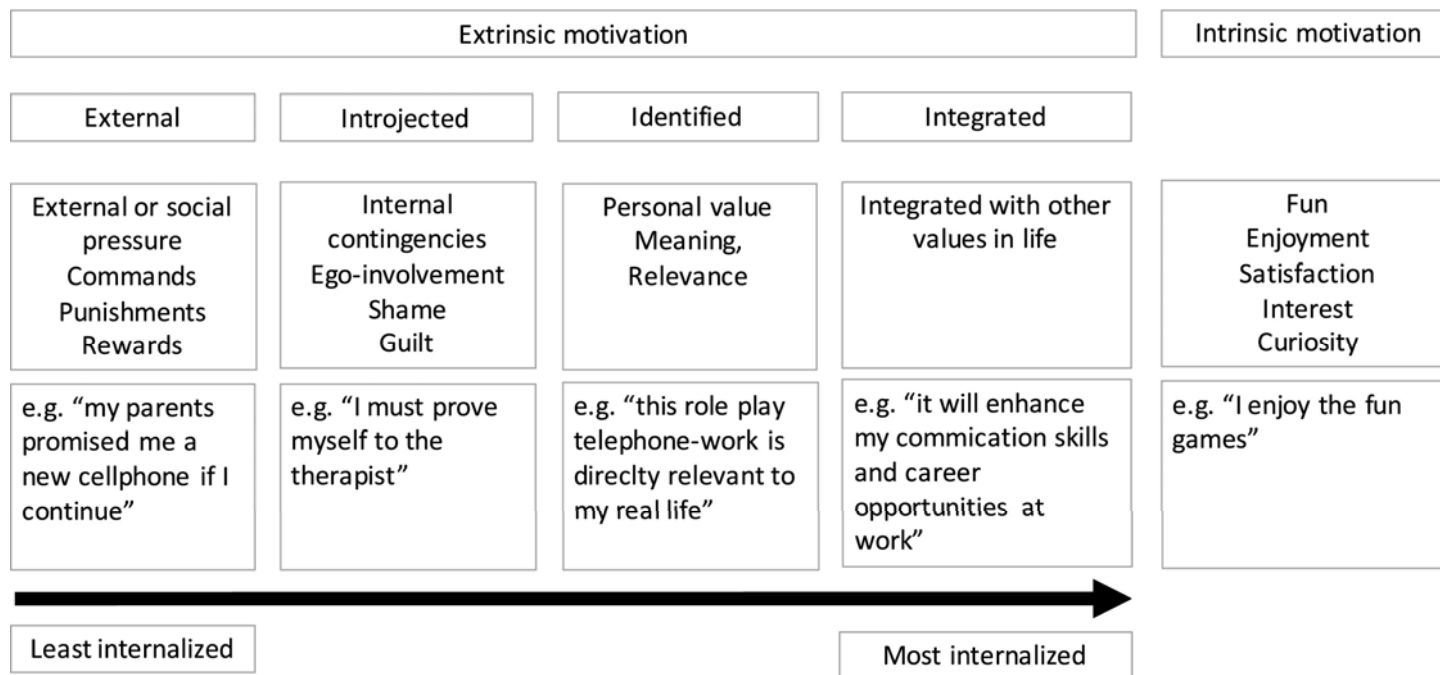 Extrinsic motivation
Intrinsic motivation
External
Introjected
Identified
Integrated
External or social
pressure
Commands
Punishments
Rewards
Internal
contingencies
Ego-involvement
Shame
Guilt
Personal value
Meaning,
Relevance
Integrated with other
values in life
Fun
Enjoyment
Satisfaction
Interest
Curiosity
e.g. “my parents
promised me a
new cellphone if I
continue”
e.g. “I must prove
myself to the
therapist”
e.g. “this role play
telephone-work is
direclty relevant to
my real life”
e.g. “it will enhance
my commication skills
and career
opportunities at
work”
e.g. “I enjoy the fun
games”
Least internalized
Most internalized